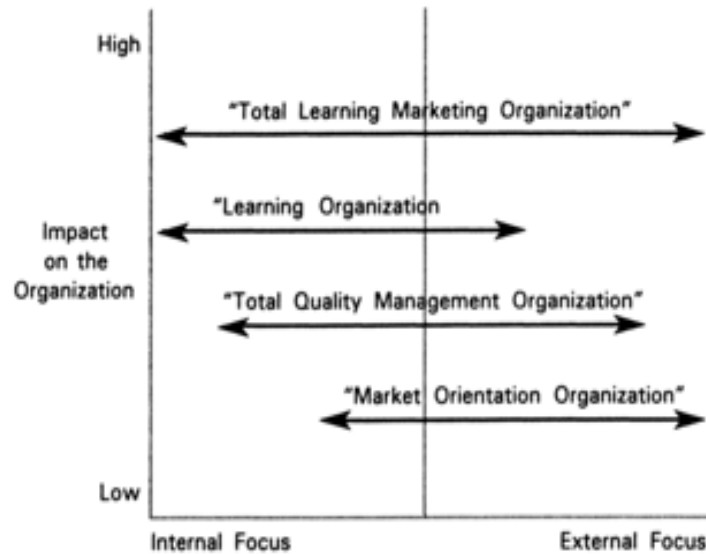 High
"Total Learning Marketing Organization"
"Learning Organization
Impact
on the
Organization
"Total Quality Management Organization"
"Market Orientation Organization"
Low
Internal Focus
External Focus